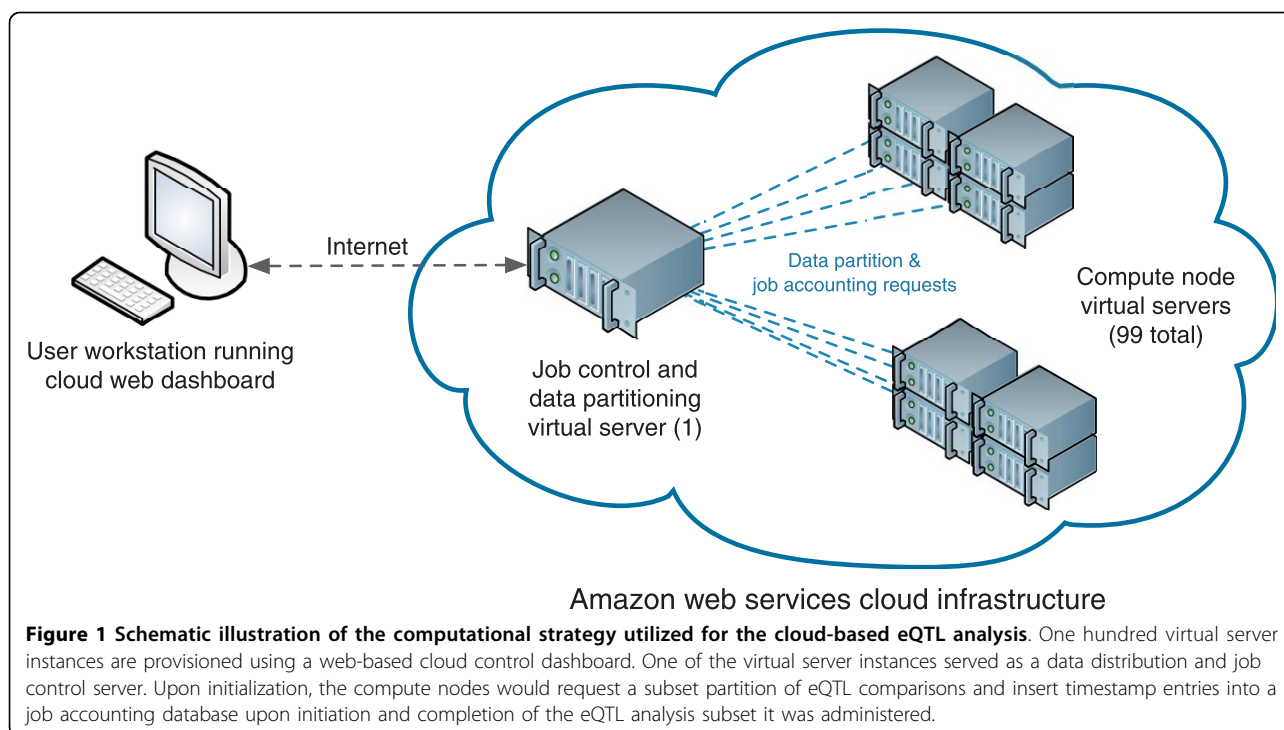 Internet
Data partition &
job accounting requests
Compute node
virtual servers
(99 total)
User workstation running
cloud web dashboard
Job control and
data partitioning
virtual server (1)
Amazon web services cloud infrastructure
Figure 1 Schematic illustration of the computational strategy utilized for the cloud-based eQTL analysis. One hundred virtual server
instances are provisioned using a web-based cloud control dashboard. One of the virtual server instances served as a data distribution and job
control server. Upon initialization, the compute nodes would request a subset partition of eQTL comparisons and insert timestamp entries into a
job accounting database upon initiation and completion of the eQTL analysis subset it was administered.